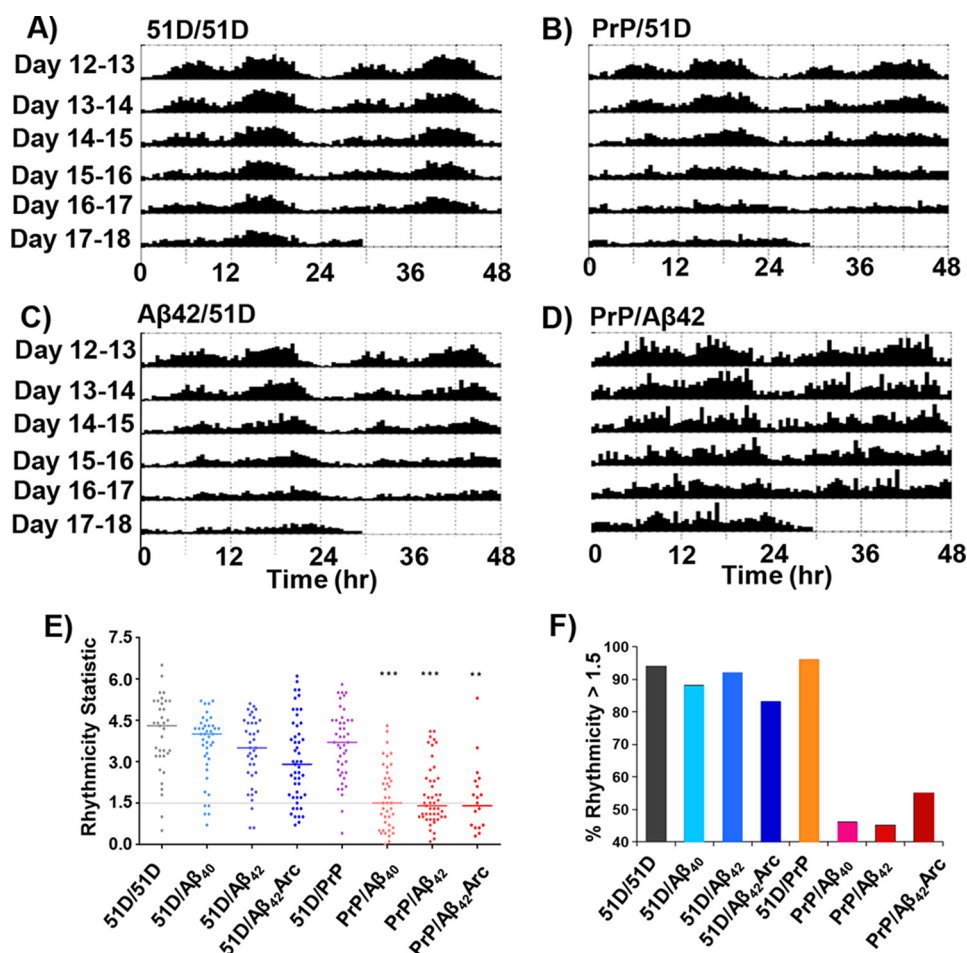 A) 51D/51D
Day 12-13
Day 13-14
Day 14-15
Day 15-16
Day 16-17
Day 17-18
0 12 24 36 48
B) PrP/51D
0 12 24 36 48
C) Aβ42/51D
Day 12-13
Day 13-14
Day 14-15
Day 15-16
Day 16-17
Day 17-18
0 12 24 36 48
Time (hr)
D) PrP/Aβ42
0 12 24 36 48
Time (hr)
E)
Rhythmicity Statistic
7.5
6.0
4.5
3.0
1.5
0.0
*** *** **
51D/51D
51D/Aβ₄₀
51D/Aβ₄₂
51D/Aβ₄₂Arc
51D/PrP
PrP/Aβ₄₀
PrP/Aβ₄₂
PrP/Aβ₄₂Arc
F)
% Rhythmicity > 1.5
100
90
80
70
60
50
40
51D/51D
51D/Aβ₄₀
51D/Aβ₄₂
51D/Aβ₄₂Arc
51D/PrP
PrP/Aβ₄₀
PrP/Aβ₄₂
PrP/Aβ₄₂Arc